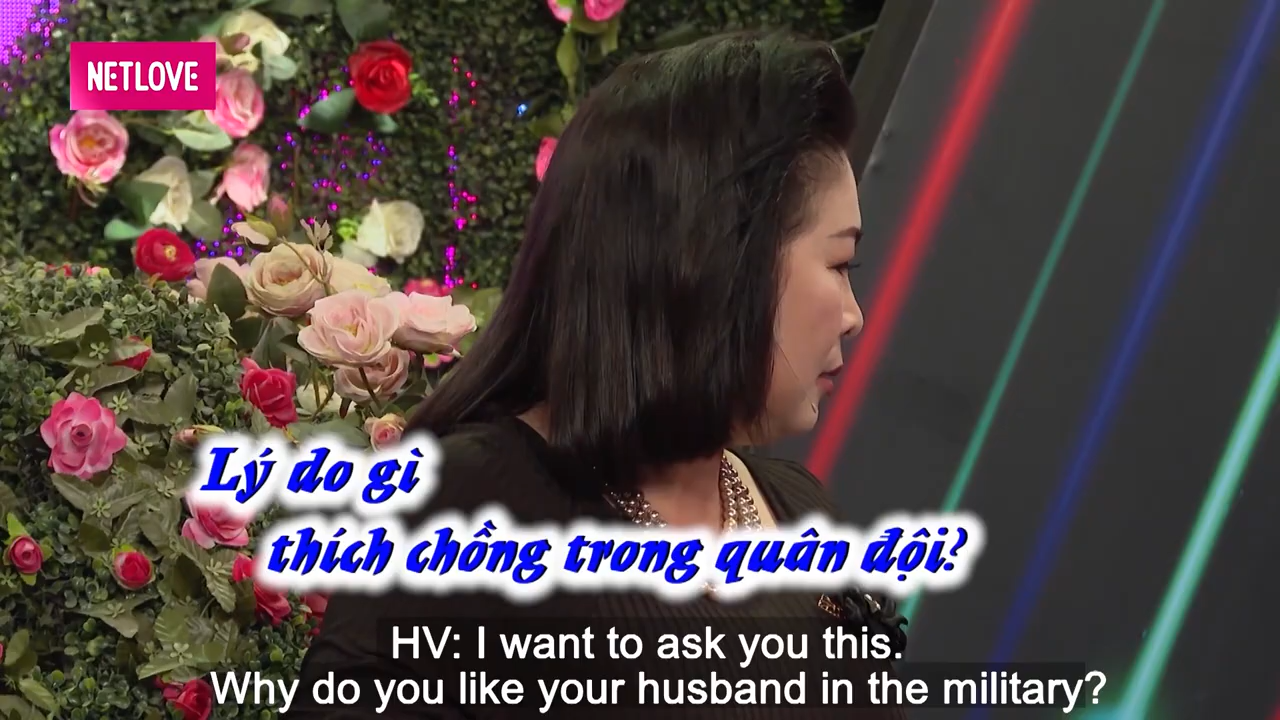 NETLOVE
Lý do gì
thích chồng trong quân đội?
HV: I want to ask you this.
Why do you like your husband in the military?